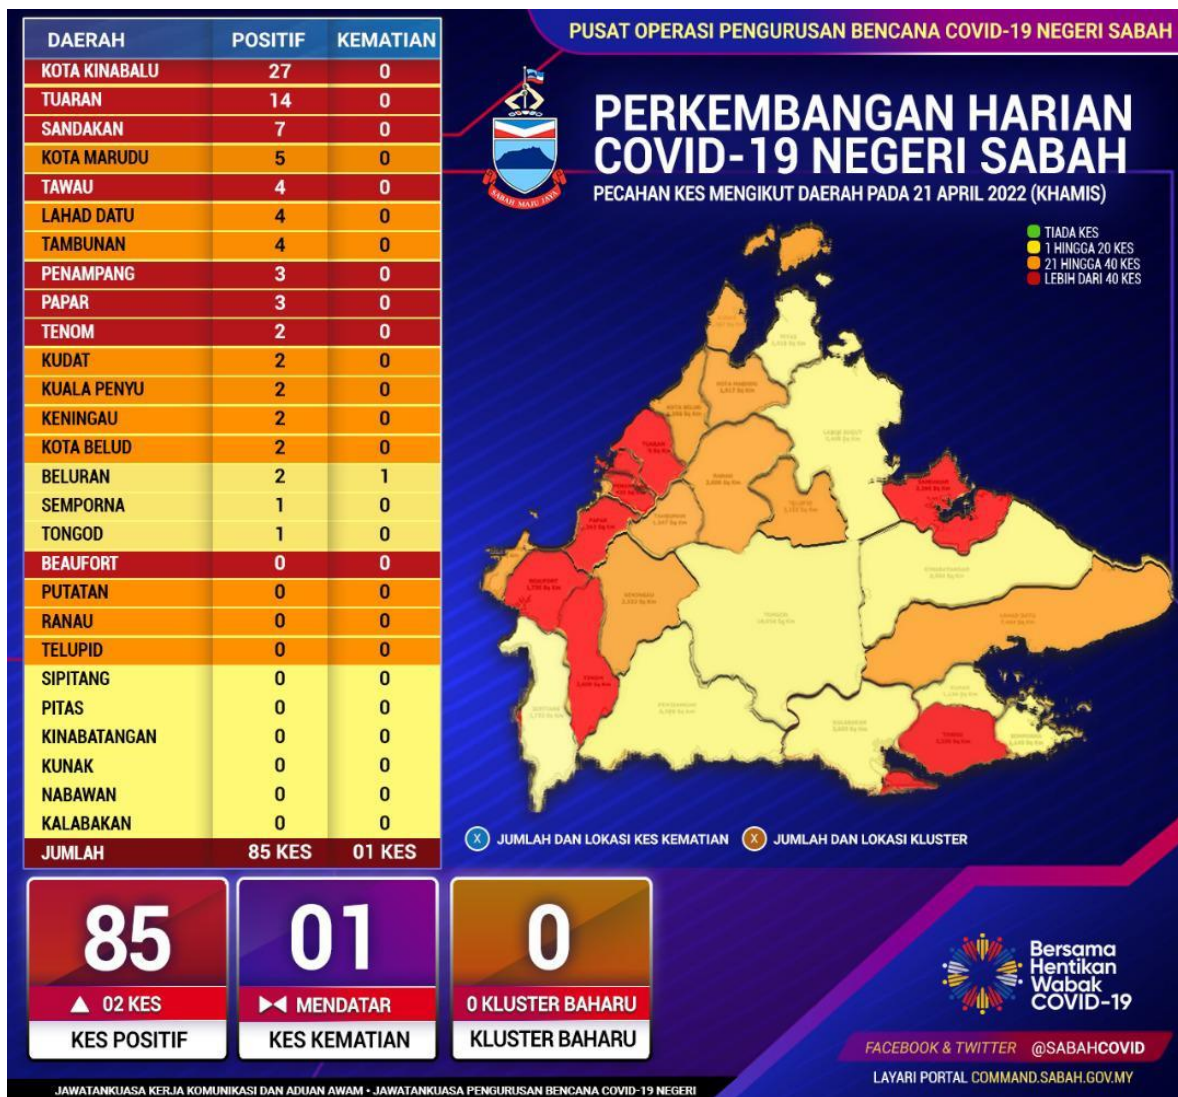 DAERAH POSITIF KEMATIAN
KOTA KINABALU 27 0
TUARAN 14 0
SANDAKAN 7 0
KOTA MARUDU 5 0
TAWAU 4 0
LAHAD DATU 4 0
TAMBUNAN 4 0
PENAMPANG 3 0
PAPAR 3 0
TENOM 2 0
KUDAT 2 0
KUALA PENYU 2 0
KENINGAU 2 0
KOTA BELUD 2 0
BELURAN 2 1
SEMPORNA 1 0
TONGOD 1 0
BEAUFORT 0 0
PUTATAN 0 0
RANAU 0 0
TELUPID 0 0
SIPITANG 0 0
PITAS 0 0
KINABATANGAN 0 0
KUNAK 0 0
NABAWAN 0 0
KALABAKAN 0 0
JUMLAH 85 KES 01 KES
PUSAT OPERASI PENGURUSAN BENCANA COVID-19 NEGERI SABAH
SABAH MAJU JAYA
PERKEMBANGAN HARIAN
COVID-19 NEGERI SABAH
PECAHAN KES MENGIKUT DAERAH PADA 21 APRIL 2022 (KHAMIS)
TIADA KES
1 HINGGA 20 KES
21 HINGGA 40 KES
LEBIH DARI 40 KES
X JUMLAH DAN LOKASI KES KEMATIAN
X JUMLAH DAN LOKASI KLUSTER
85
▲ 02 KES
KES POSITIF
01
MENDATAR
KES KEMATIAN
0
0 KLUSTER BAHARU
KLUSTER BAHARU
Bersama
Hentikan
Wabak
COVID-19
FACEBOOK & TWITTER @SABAHCOVID
LAYARI PORTAL COMMAND.SABAH.GOV.MY
JAWATANKUASA KERJA KOMUNIKASI DAN ADUAN AWAM • JAWATANKUASA PENGURUSAN BENCANA COVID-19 NEGERI